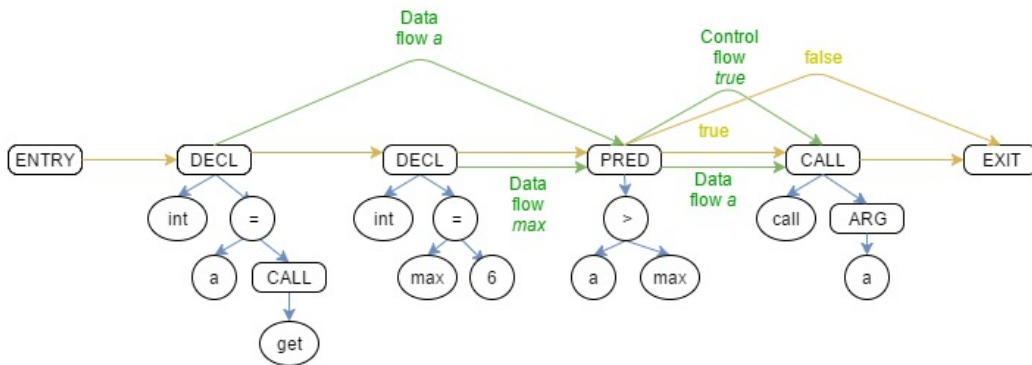 Data
flow a
Control
flow
true
false
true
ENTRY
DECL
DECL
PRED
CALL
EXIT
Data
flow
max
Data
flow a
int
=
int
=
>
call
ARG
a
CALL
max
6
a
max
a
get